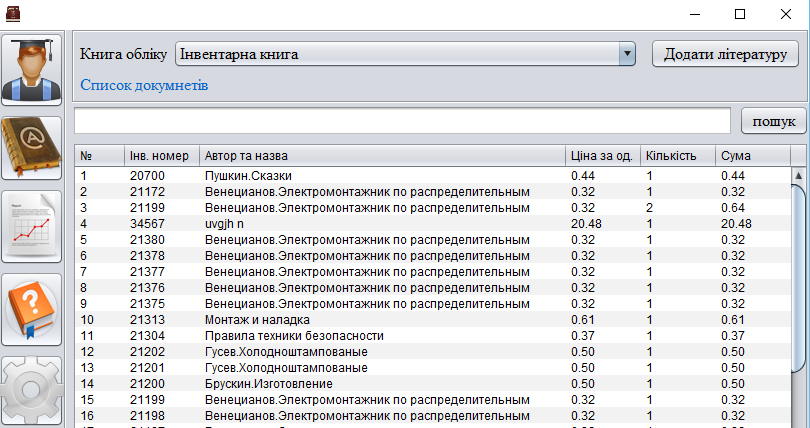 Книга обліку Інвентарна книга Додати літературу
Список докумнетів
пошук
№ Інв. номер Автор та назва Ціна за од. Кількість Сума
1 20700 Пушкин.Сказки 0.44 1 0.44
2 21172 Венецианов.Электромонтажник по распределительным 0.32 1 0.32
3 21199 Венецианов.Электромонтажник по распределительным 0.32 2 0.64
4 34567 uvgjh n 20.48 1 20.48
5 21380 Венецианов.Электромонтажник по распределительным 0.32 1 0.32
6 21378 Венецианов.Электромонтажник по распределительным 0.32 1 0.32
7 21377 Венецианов.Электромонтажник по распределительным 0.32 1 0.32
8 21376 Венецианов.Электромонтажник по распределительным 0.32 1 0.32
9 21375 Венецианов.Электромонтажник по распределительным 0.32 1 0.32
10 21313 Монтаж и наладка 0.61 1 0.61
11 21304 Правила техники безопасности 0.37 1 0.37
12 21202 Гусев.Холодноштампованые 0.50 1 0.50
13 21201 Гусев.Холодноштампованые 0.50 1 0.50
14 21200 Брускин.Изготовление 0.50 1 0.50
15 21199 Венецианов.Электромонтажник по распределительным 0.32 1 0.32
16 21198 Венецианов.Электромонтажник по распределительным 0.32 1 0.32